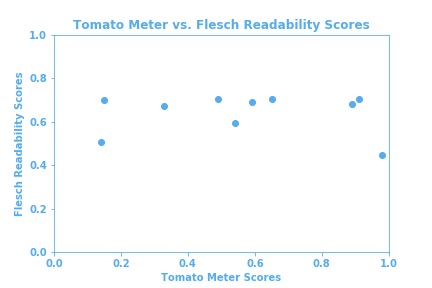 Tomato Meter vs. Flesch Readability Scores
1.0
0.8
0.6
0.4
0.2
0.0
Flesch Readability Scores
0.0 0.2 0.4 0.6 0.8 1.0
Tomato Meter Scores